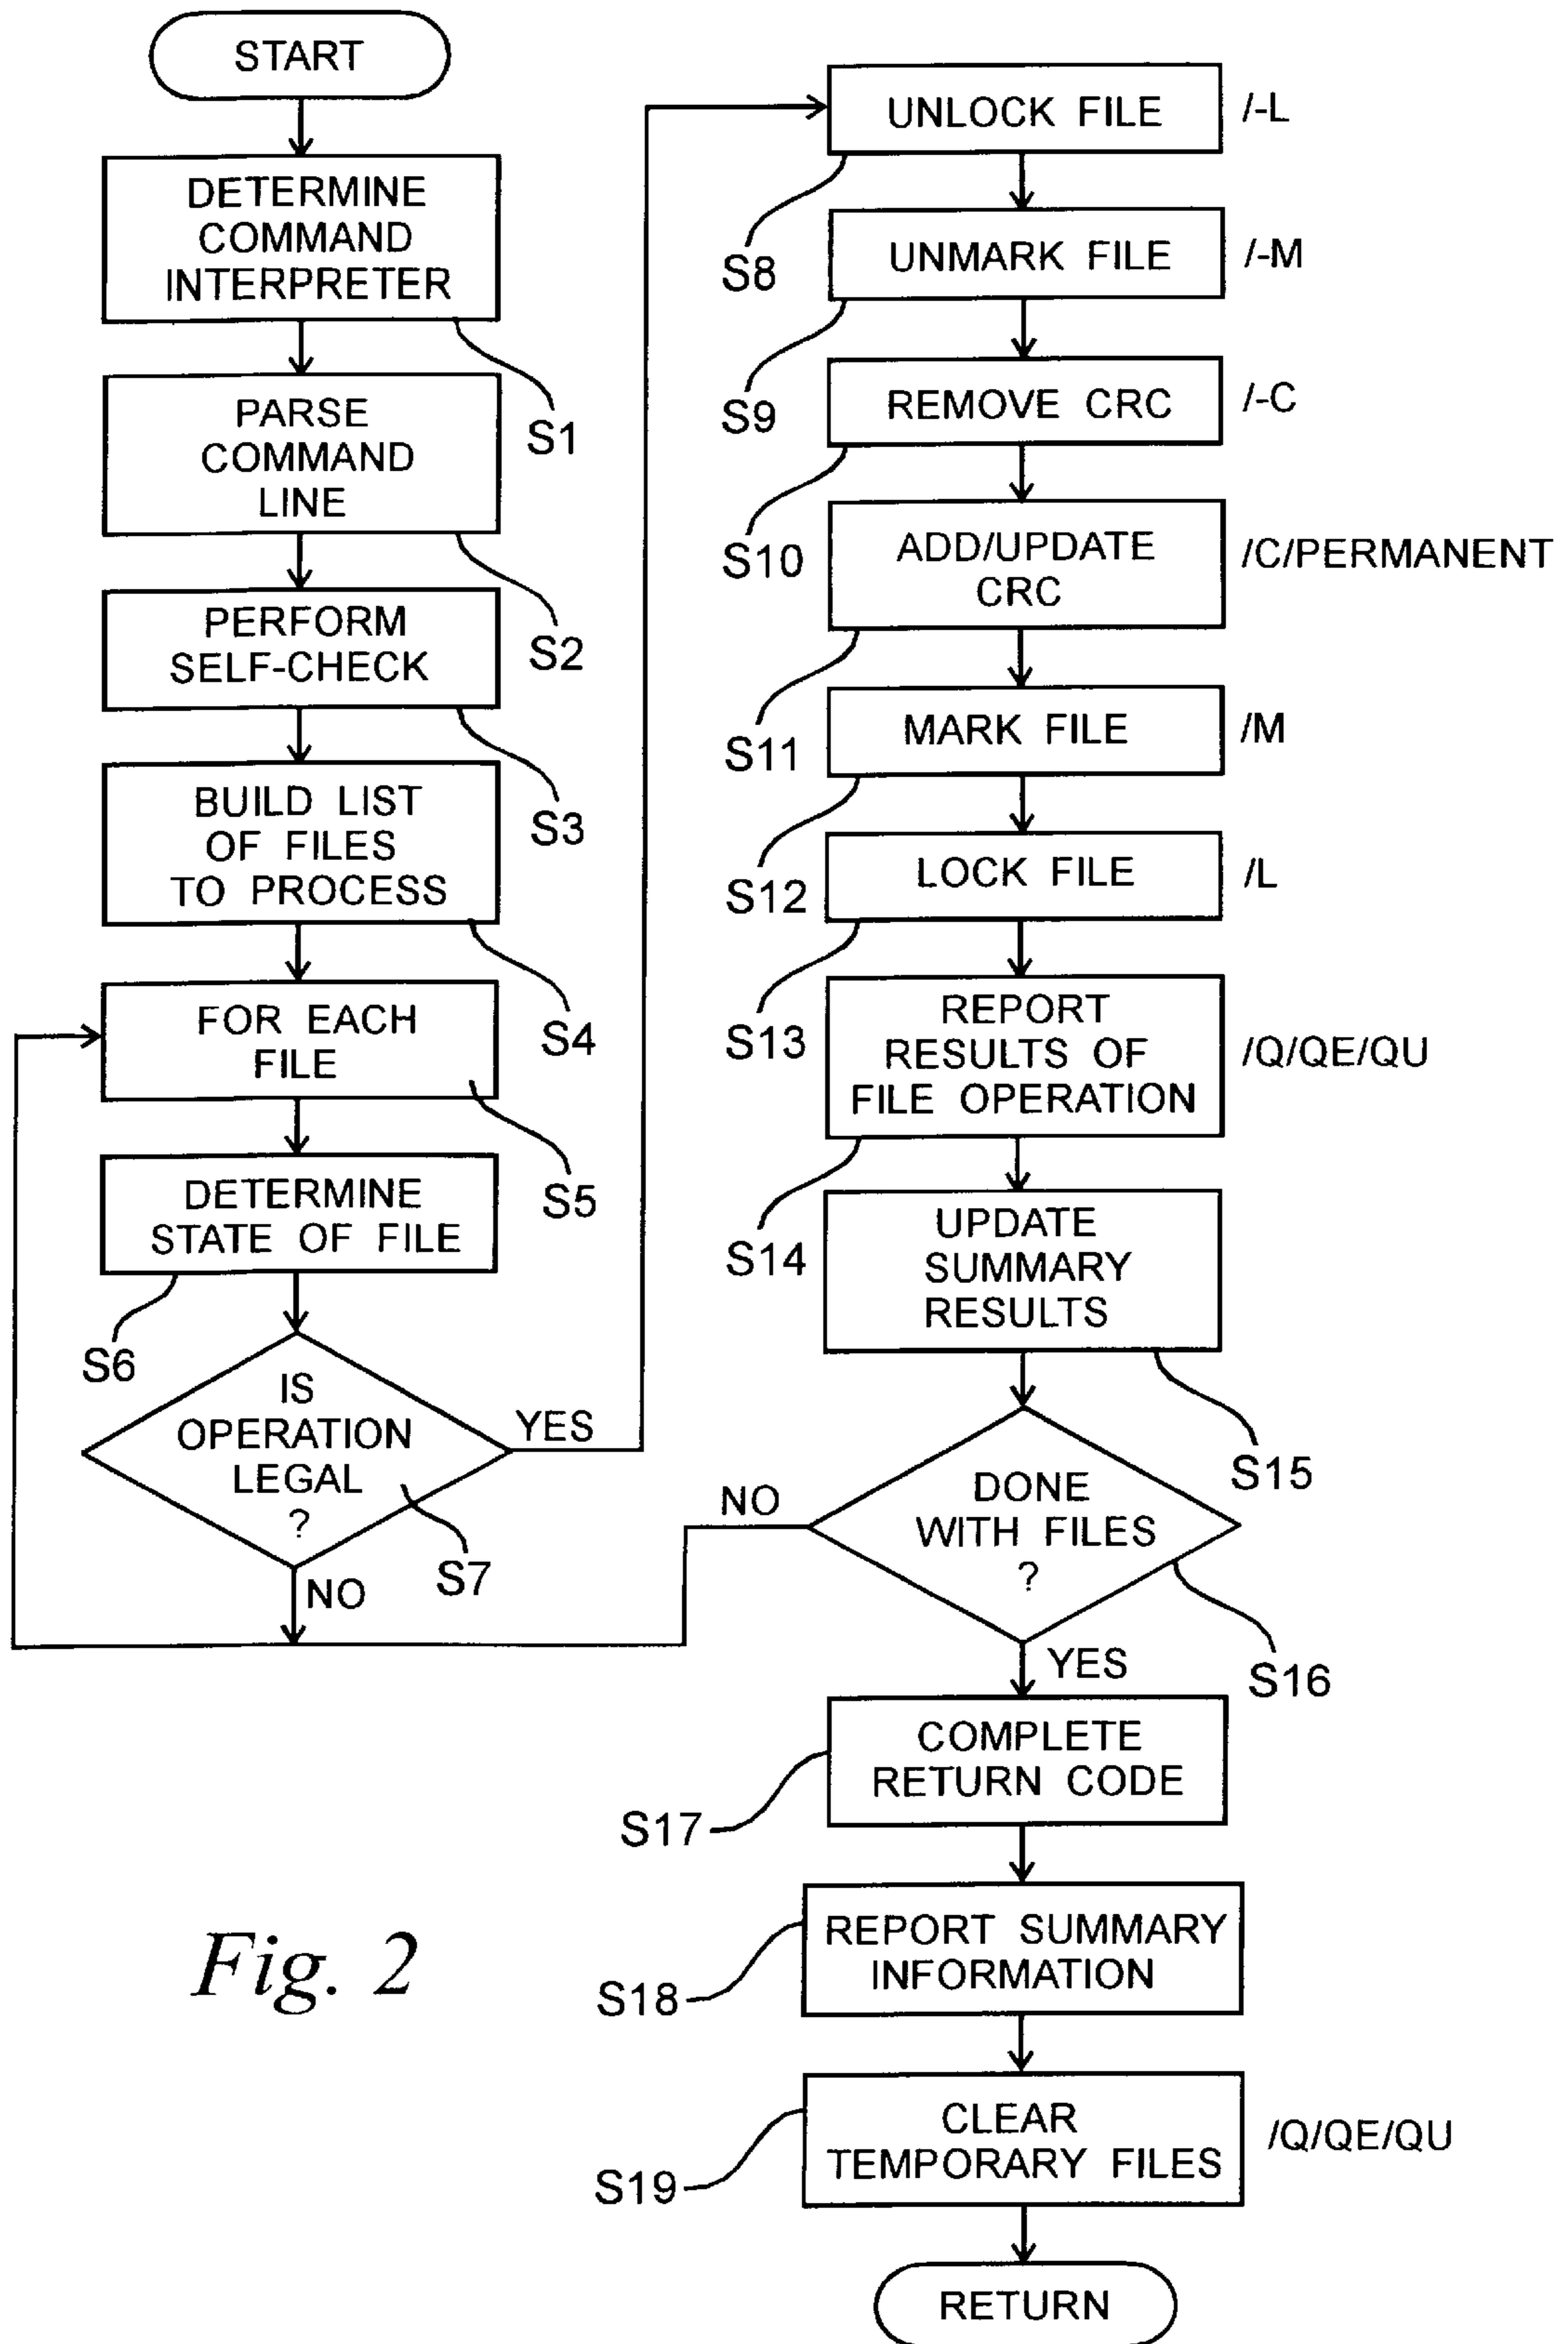 START
DETERMINE
COMMAND
INTERPRETER
S1
PARSE
COMMAND
LINE
S2
PERFORM
SELF-CHECK
S3
BUILD LIST
OF FILES
TO PROCESS
S4
FOR EACH
FILE
S5
DETERMINE
STATE OF FILE
S6
IS
OPERATION
LEGAL
?
S7
YES
NO
UNLOCK FILE
/-L
S8
UNMARK FILE
/-M
S9
REMOVE CRC
/-C
S10
ADD/UPDATE
CRC
/C/PERMANENT
S11
MARK FILE
/M
S12
LOCK FILE
/L
S13
REPORT
RESULTS OF
FILE OPERATION
/Q/QE/QU
S14
UPDATE
SUMMARY
RESULTS
S15
DONE
WITH FILES
?
NO
S16
YES
COMPLETE
RETURN CODE
S17
REPORT SUMMARY
INFORMATION
S18
CLEAR
TEMPORARY FILES
/Q/QE/QU
S19
RETURN
Fig. 2